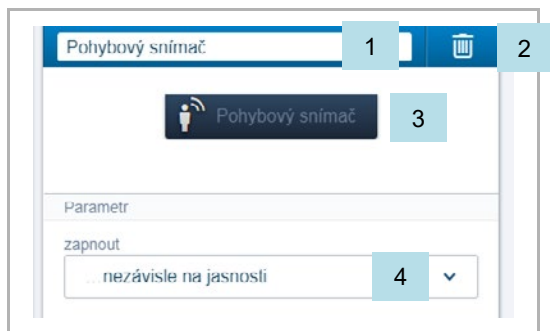 Pohybový snímač 1 2
Pohybový snímač 3
Parametr
zapnout
...nezávisle na jasnosti 4